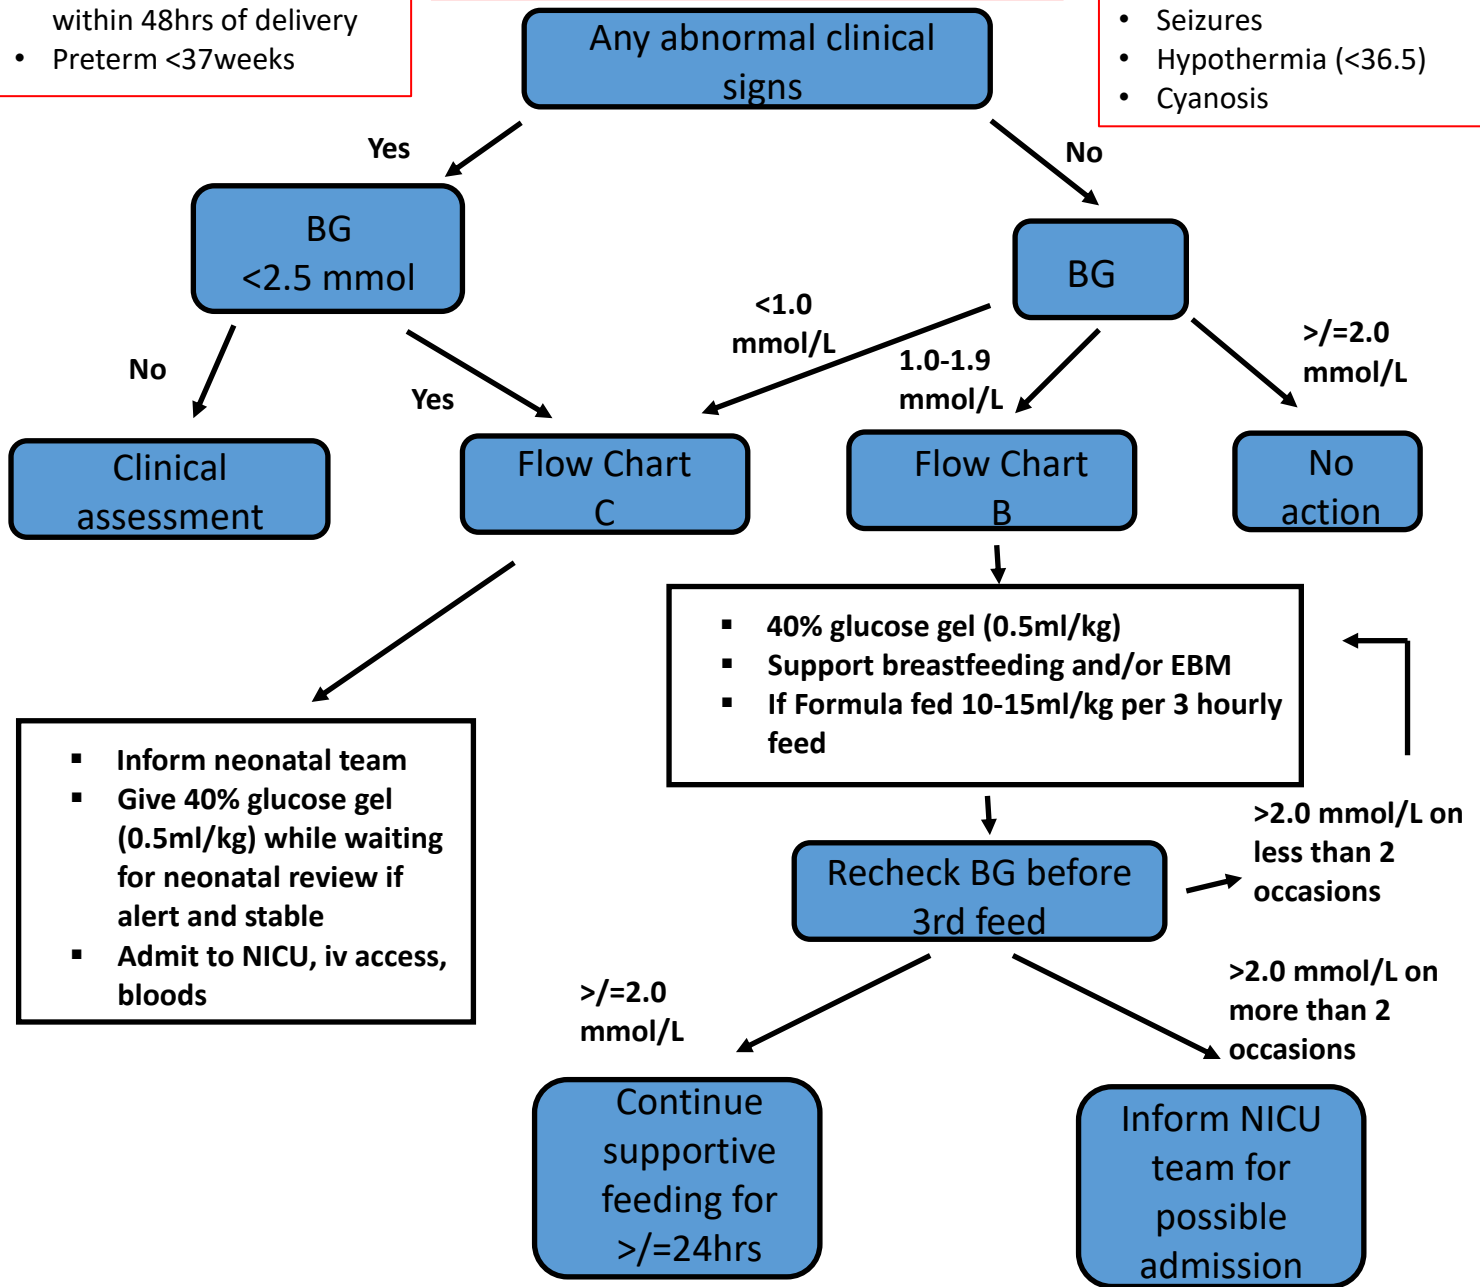 within 48hrs of delivery
• Preterm <37weeks
Any abnormal clinical
signs
• Seizures
• Hypothermia (<36.5)
• Cyanosis
Yes
No
BG
<2.5 mmol
BG
<1.0
mmol/L
1.0-1.9
mmol/L
>/=2.0
mmol/L
No
Yes
Clinical
assessment
Flow Chart
C
Flow Chart
B
No
action
▪ 40% glucose gel (0.5ml/kg)
▪ Support breastfeeding and/or EBM
▪ If Formula fed 10-15ml/kg per 3 hourly
feed
▪ Inform neonatal team
▪ Give 40% glucose gel
(0.5ml/kg) while waiting
for neonatal review if
alert and stable
▪ Admit to NICU, iv access,
bloods
Recheck BG before
3rd feed
>2.0 mmol/L on
less than 2
occasions
>/=2.0
mmol/L
>2.0 mmol/L on
more than 2
occasions
Continue
supportive
feeding for
>/=24hrs
Inform NICU
team for
possible
admission